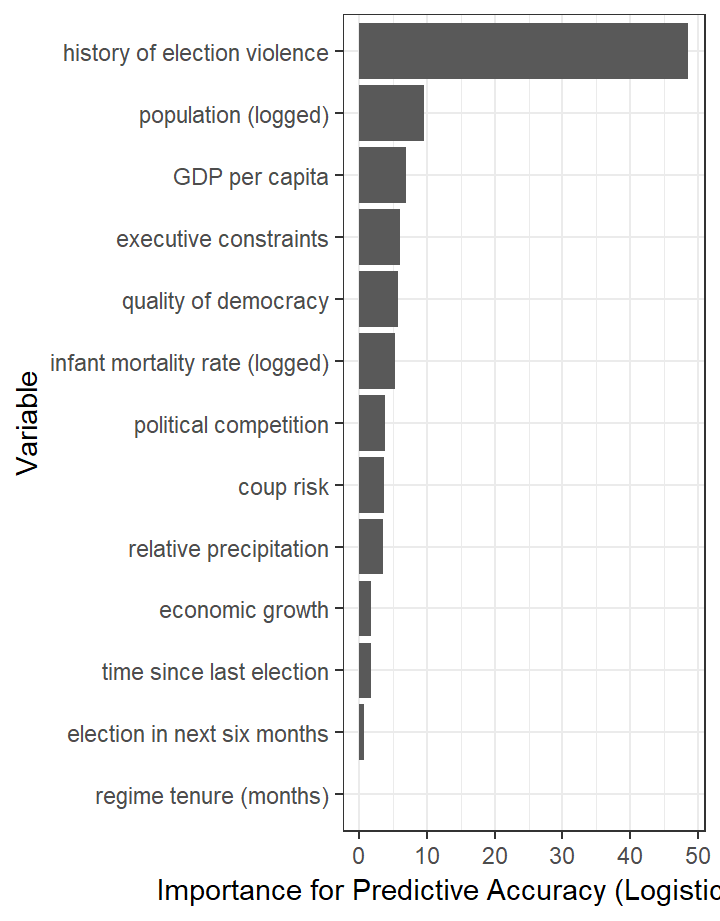 history of election violence
population (logged)
GDP per capita
executive constraints
quality of democracy
infant mortality rate (logged)
political competition
coup risk
relative precipitation
economic growth
time since last election
election in next six months
regime tenure (months)
Variable
0 10 20 30 40 50
Importance for Predictive Accuracy (Logistic